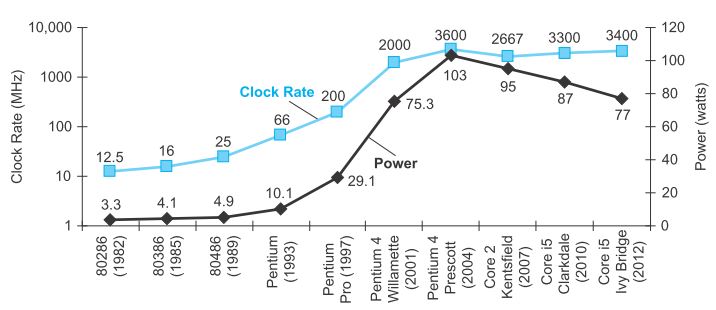 10,000
1000
100
10
1
Clock Rate (MHz)
120
100
80
60
40
20
0
Power (watts)
Clock Rate
Power
12.5
16
25
66
200
2000
3600
2667
3300
3400
3.3
4.1
4.9
10.1
29.1
75.3
103
95
87
77
80286
(1982)
80386
(1985)
80486
(1989)
Pentium
(1993)
Pentium
Pro (1997)
Pentium 4
Willamette
(2001)
Pentium 4
Prescott
(2004)
Core 2
Kentsfield
(2007)
Core i5
Clarkdale
(2010)
Core i5
Ivy Bridge
(2012)